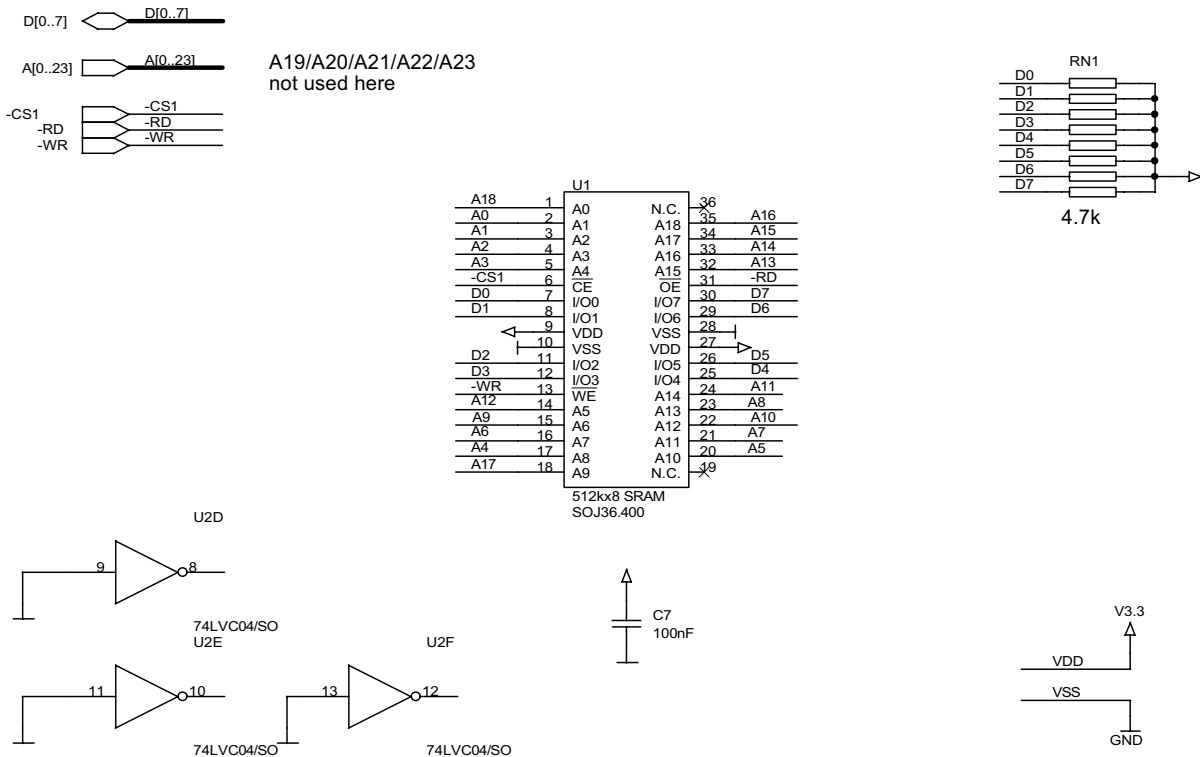 D[0..7] D[0..7]
A[0..23] A[0..23]
A19/A20/A21/A22/A23
not used here
-CS1 -CS1
-RD -RD
-WR -WR
RN1
D0
D1
D2
D3
D4
D5
D6
D7
4.7k
U1
A18 1 A0 N.C. 36
A0 2 A1 A18 35 A16
A1 3 A2 A17 34 A15
A2 4 A3 A16 33 A14
A3 5 A4 A15 32 A13
-CS1 6 CE OE 31 -RD
D0 7 I/O0 I/O7 30 D7
D1 8 I/O1 I/O6 29 D6
9 VDD VSS 28
10 VSS VDD 27
D2 11 I/O2 I/O5 26 D5
D3 12 I/O3 I/O4 25 D4
-WR 13 WE A14 24 A11
A12 14 A5 A13 23 A8
A9 15 A6 A12 22 A10
A6 16 A7 A11 21 A7
A4 17 A8 A10 20 A5
A17 18 A9 N.C. 19
512kx8 SRAM
SOJ36.400
U2D
9 8
74LVC04/SO
U2E
11 10
74LVC04/SO
U2F
13 12
74LVC04/SO
C7
100nF
V3.3
VDD
VSS
GND